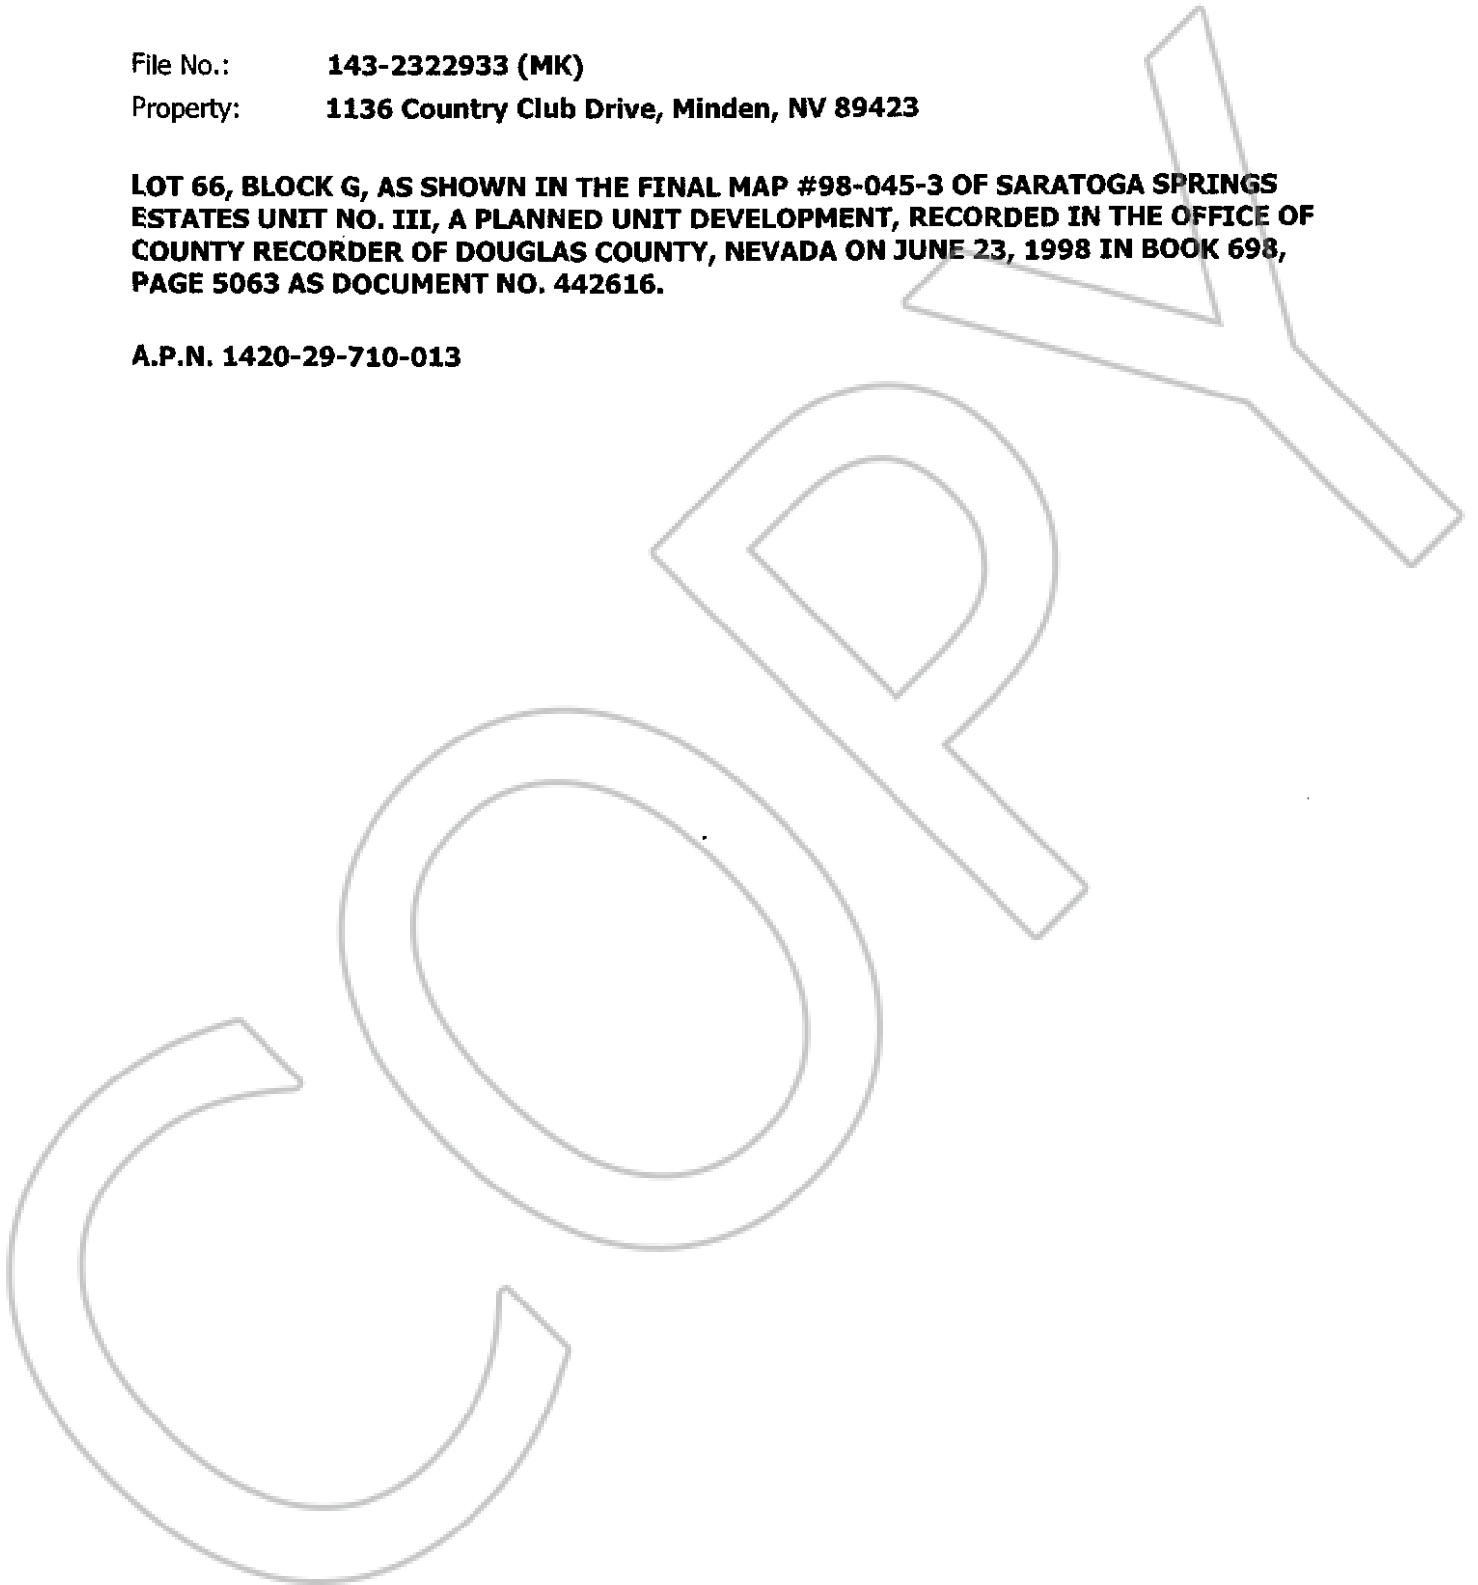 File No.: 143-2322933 (MK)
Property: 1136 Country Club Drive, Minden, NV 89423
LOT 66, BLOCK G, AS SHOWN IN THE FINAL MAP #98-045-3 OF SARATOGA SPRINGS
ESTATES UNIT NO. III, A PLANNED UNIT DEVELOPMENT, RECORDED IN THE OFFICE OF
COUNTY RECORDER OF DOUGLAS COUNTY, NEVADA ON JUNE 23, 1998 IN BOOK 698,
PAGE 5063 AS DOCUMENT NO. 442616.
A.P.N. 1420-29-710-013
COPY